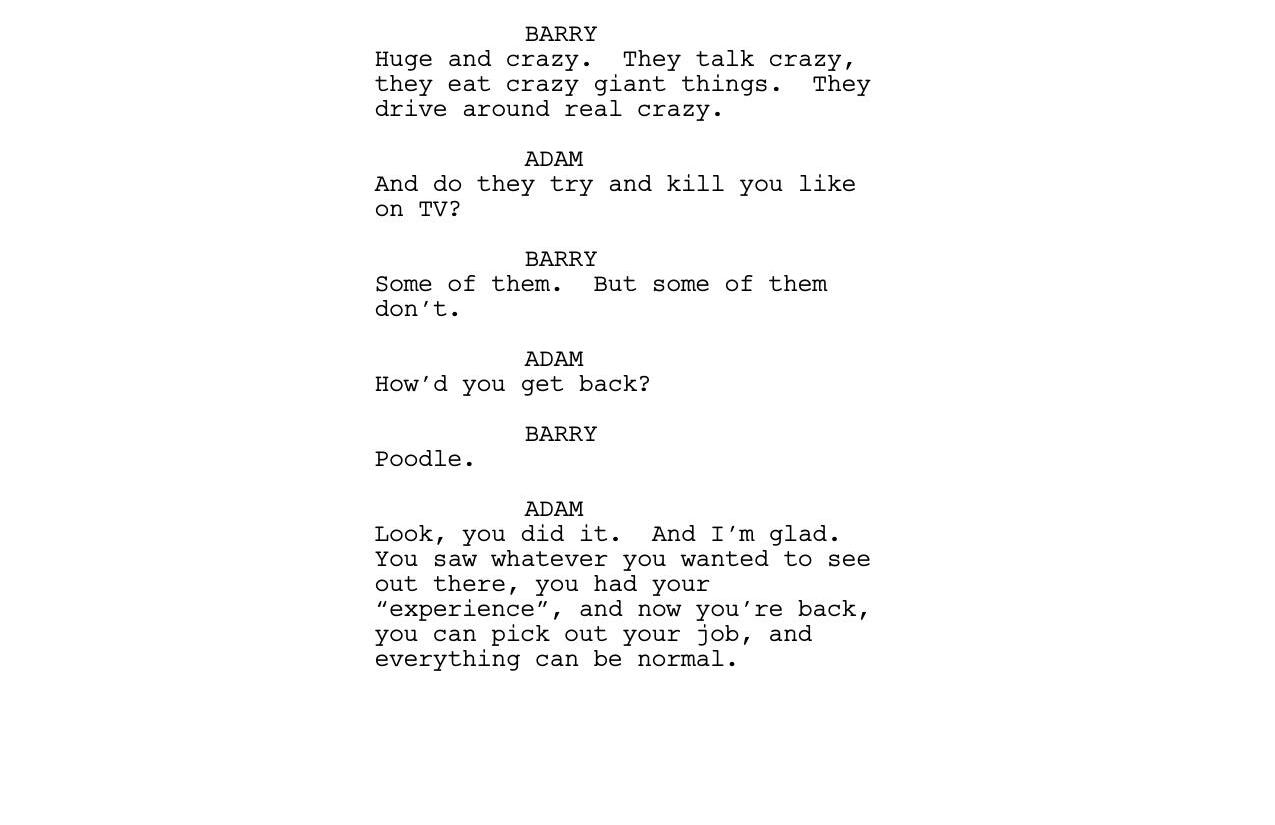 BARRY
Huge and crazy.  They talk crazy,
they eat crazy giant things.  They
drive around real crazy.
ADAM
And do they try and kill you like
on TV?
BARRY
Some of them.  But some of them
don’t.
ADAM
How’d you get back?
BARRY
Poodle.
ADAM
Look, you did it.  And I’m glad.
You saw whatever you wanted to see
out there, you had your
“experience”, and now you’re back,
you can pick out your job, and
everything can be normal.